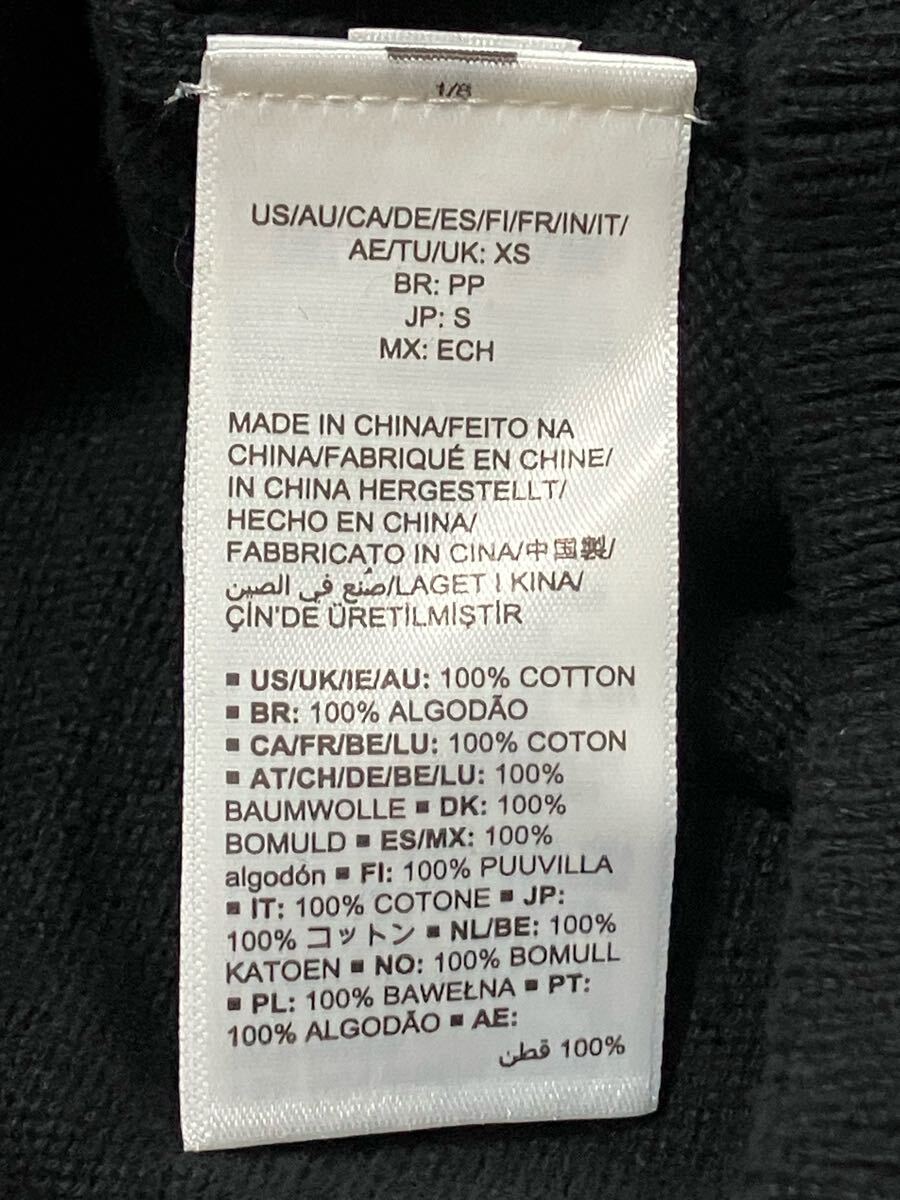 1/8
US/AU/CA/DE/ES/FI/FR/IN/IT/
AE/TU/UK: XS
BR: PP
JP: S
MX: ECH
MADE IN CHINA/FEITO NA
CHINA/FABRIQUÉ EN CHINE/
IN CHINA HERGESTELLT/
HECHO EN CHINA/
FABBRICATO IN CINA/中国製/
صُنع في الصين/LAGET I KINA/
ÇİN'DE ÜRETİLMİŞTİR
▪ US/UK/IE/AU: 100% COTTON
▪ BR: 100% ALGODÃO
▪ CA/FR/BE/LU: 100% COTON
▪ AT/CH/DE/BE/LU: 100%
BAUMWOLLE ▪ DK: 100%
BOMULD ▪ ES/MX: 100%
algodón ▪ FI: 100% PUUVILLA
▪ IT: 100% COTONE ▪ JP:
100% コットン ▪ NL/BE: 100%
KATOEN ▪ NO: 100% BOMULL
▪ PL: 100% BAWEŁNA ▪ PT:
100% ALGODÃO ▪ AE:
100% قطن